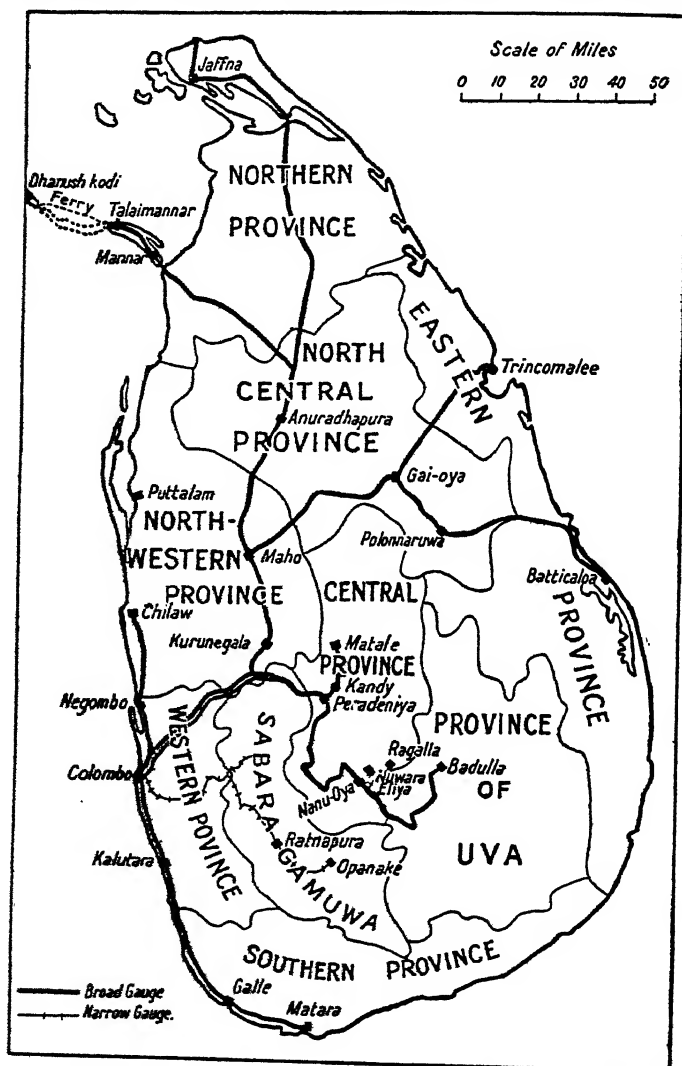 Scale of Miles
0 10 20 30 40 50
Jaffna
NORTHERN
PROVINCE
Dhanushkodi
Ferry
Talaimannar
Mannar
EASTERN
NORTH
CENTRAL
PROVINCE
Trincomalee
Anuradhapura
Gai-oya
Puttalam
NORTH-
WESTERN
PROVINCE
Maho
Polonnaruwa
Batticaloa
PROVINCE
CENTRAL
PROVINCE
Chilaw
Kurunegala
Matale
Kandy
Peradeniya
Negombo
WESTERN POVINCE
SABARA
GAMUWA
PROVINCE
OF
UVA
Ragalla
Badulla
Nuwara
Eliya
Nanu-Oya
Colombo
Ratnapura
Opanake
Kalutara
SOUTHERN PROVINCE
Galle
Matara
Broad Gauge
Narrow Gauge.